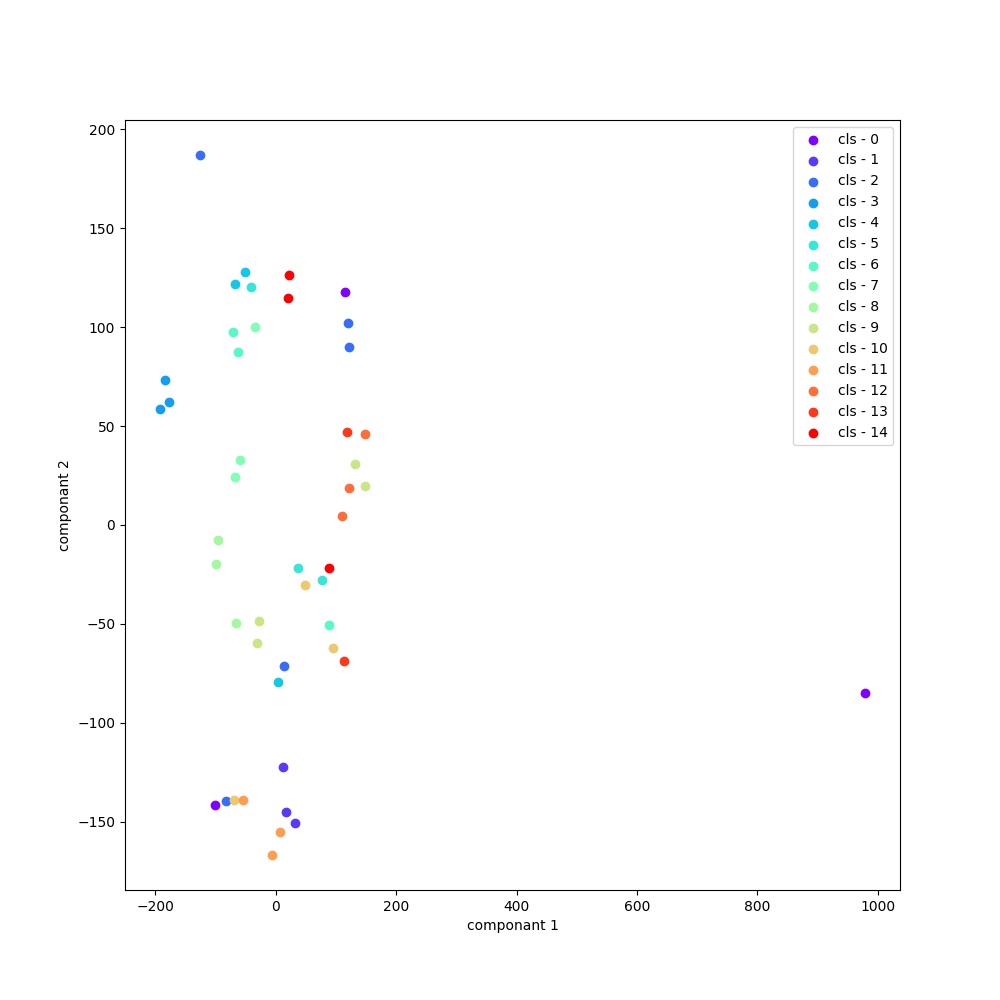 200
150
100
50
0
−50
−100
−150
componant 2
−200
0
200
400
600
800
1000
componant 1
cls - 0
cls - 1
cls - 2
cls - 3
cls - 4
cls - 5
cls - 6
cls - 7
cls - 8
cls - 9
cls - 10
cls - 11
cls - 12
cls - 13
cls - 14